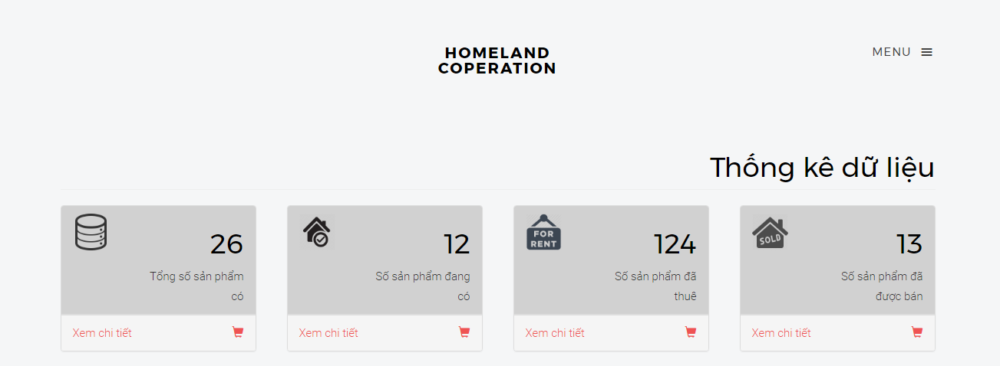 HOMELAND
COPERATION
MENU
Thống kê dữ liệu
26
Tổng số sản phẩm
có
Xem chi tiết
12
Số sản phẩm đang
có
Xem chi tiết
FOR
RENT
124
Số sản phẩm đã
thuê
Xem chi tiết
SOLD
13
Số sản phẩm đã
được bán
Xem chi tiết